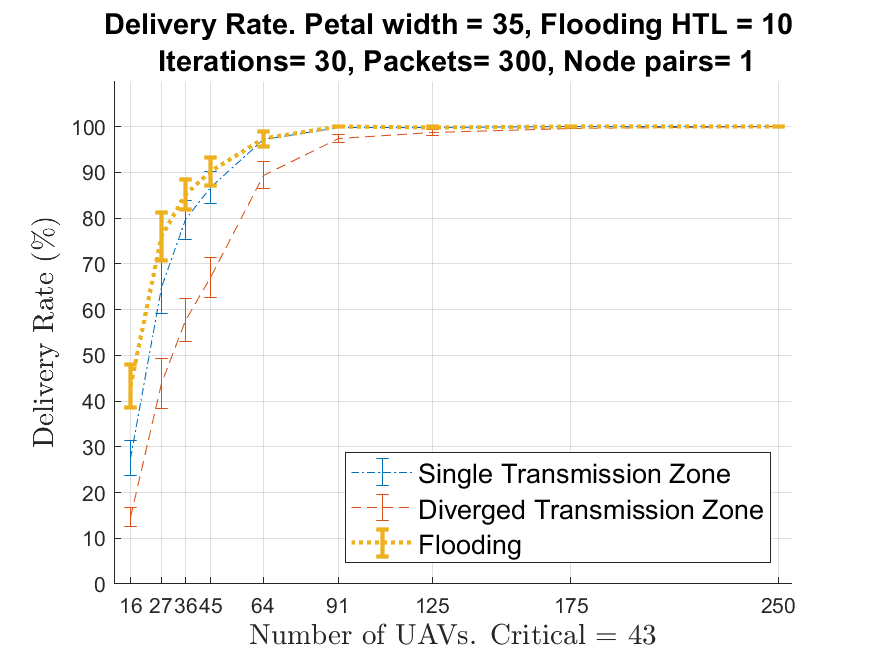 Delivery Rate. Petal width = 35, Flooding HTL = 10
Iterations= 30, Packets= 300, Node pairs= 1
Delivery Rate (%)
100
90
80
70
60
50
40
30
20
10
0
Single Transmission Zone
Diverged Transmission Zone
Flooding
16 27 36 45 64 91 125 175 250
Number of UAVs. Critical = 43